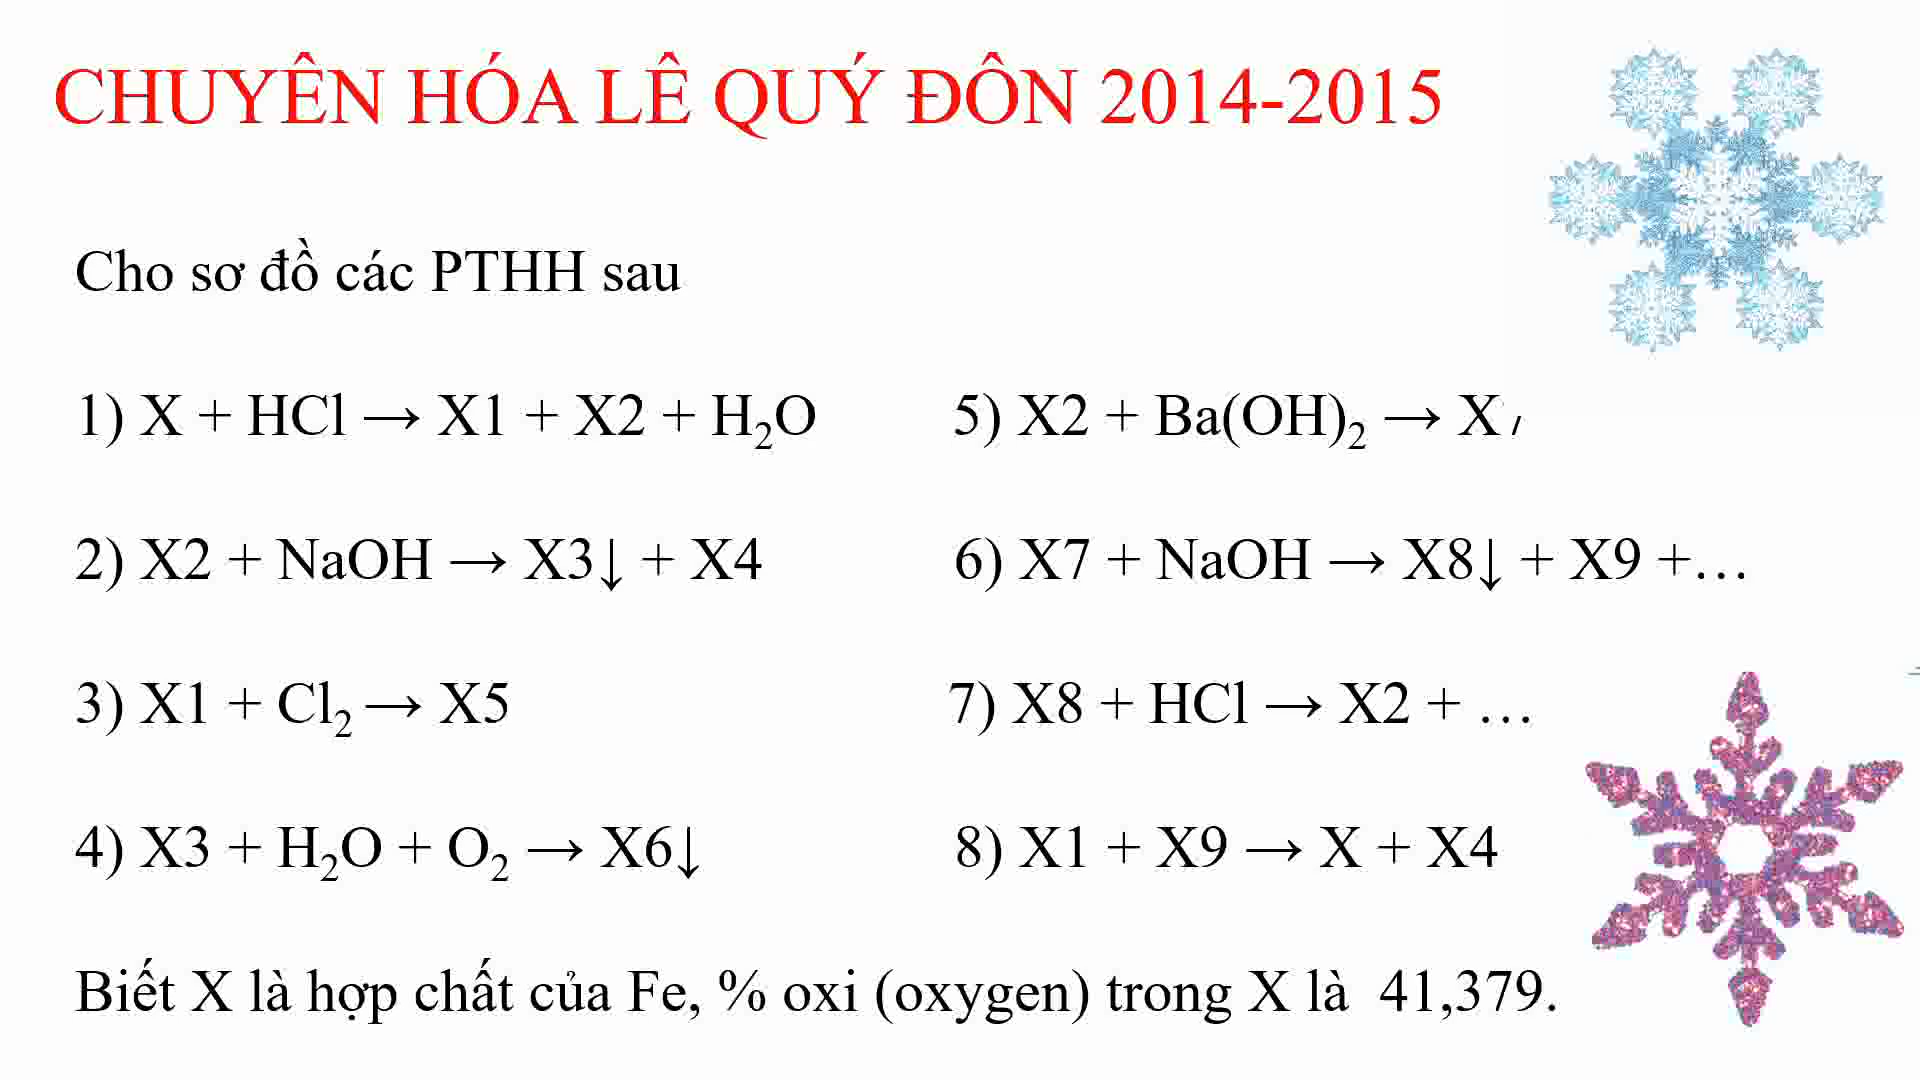 CHUYÊN HÓA LÊ QUÝ ĐÔN 2014-2015
Cho sơ đồ các PTHH sau
1) X + HCl → X1 + X2 + H₂O
5) X2 + Ba(OH)₂ → X7
2) X2 + NaOH → X3↓ + X4
6) X7 + NaOH → X8↓ + X9 +…
3) X1 + Cl₂ → X5
7) X8 + HCl → X2 + …
4) X3 + H₂O + O₂ → X6↓
8) X1 + X9 → X + X4
Biết X là hợp chất của Fe, % oxi (oxygen) trong X là 41,379.